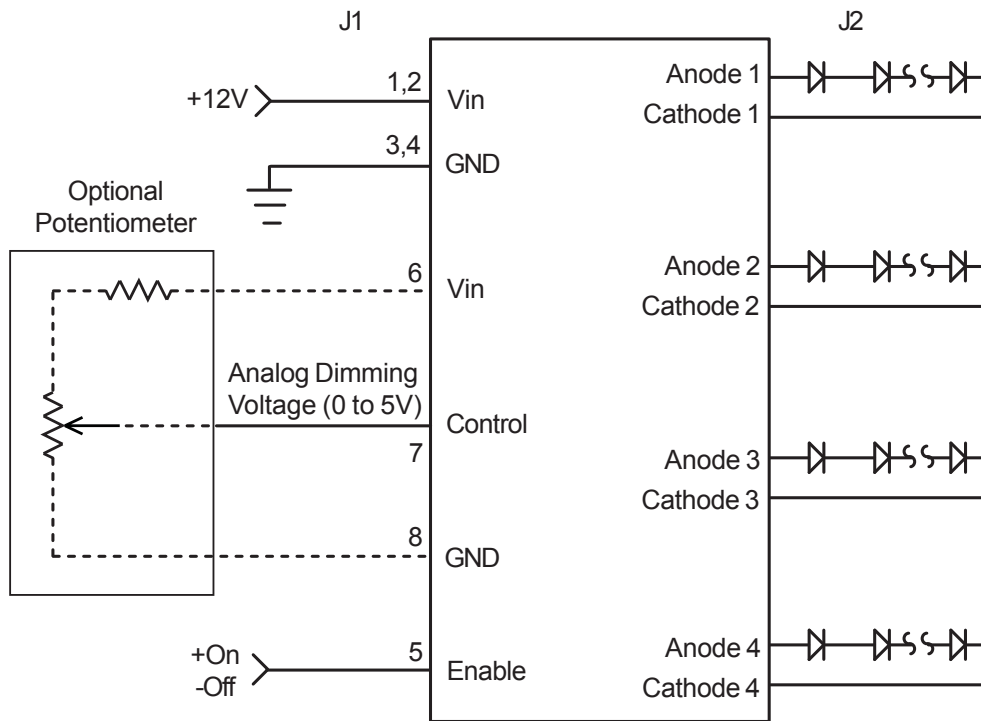 J1
J2
+12V
1,2
Vin
3,4
GND
Optional
Potentiometer
6
Vin
Analog Dimming
Voltage (0 to 5V)
Control
7
8
GND
+On
-Off
5
Enable
Anode 1
Cathode 1
Anode 2
Cathode 2
Anode 3
Cathode 3
Anode 4
Cathode 4